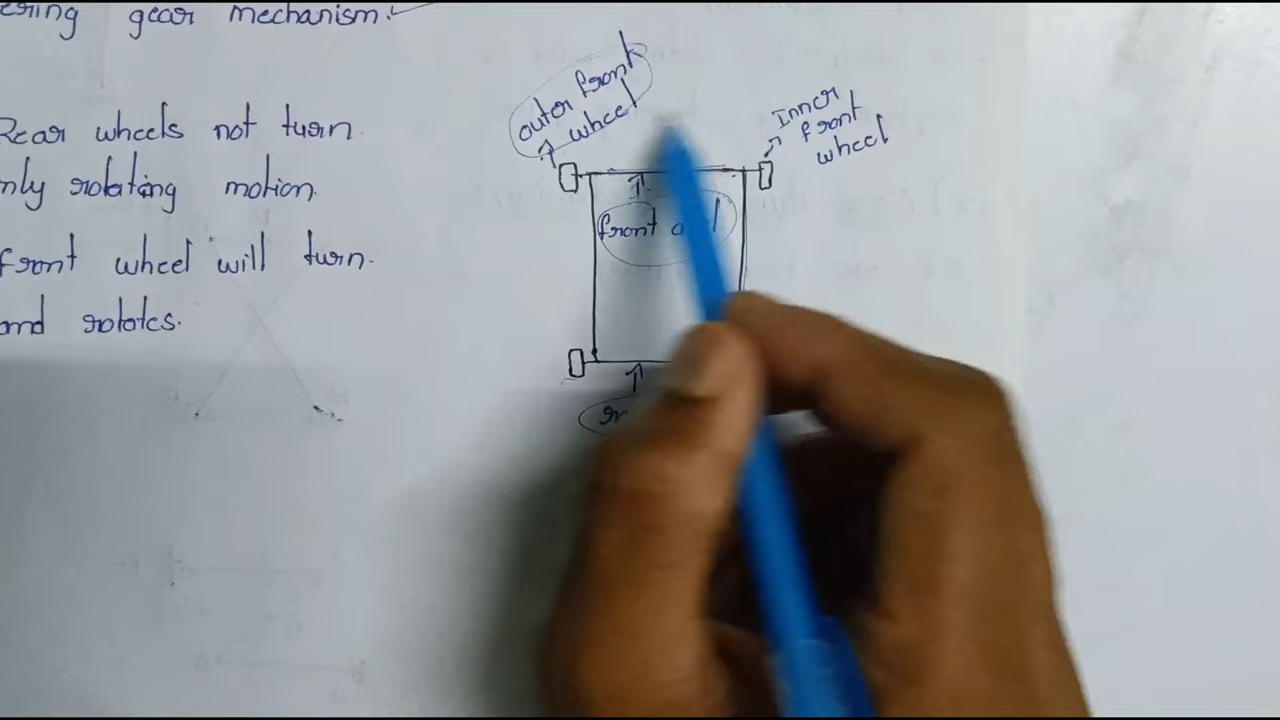 ering gear mechanism.
Rear wheels not turn
nly rotating motion.
front wheel will turn.
and rotates.
outer front
wheel
Inner
front
wheel
front